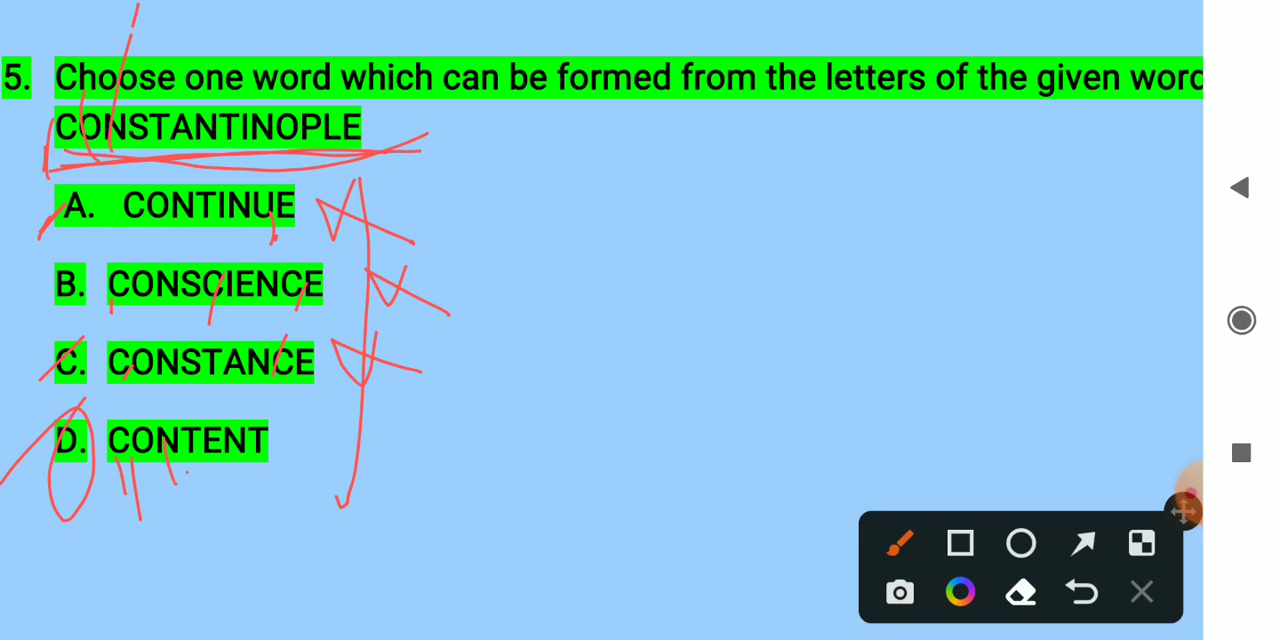 5. Choose one word which can be formed from the letters of the given word
CONSTANTINOPLE
A. CONTINUE
B. CONSCIENCE
C. CONSTANCE
D. CONTENT